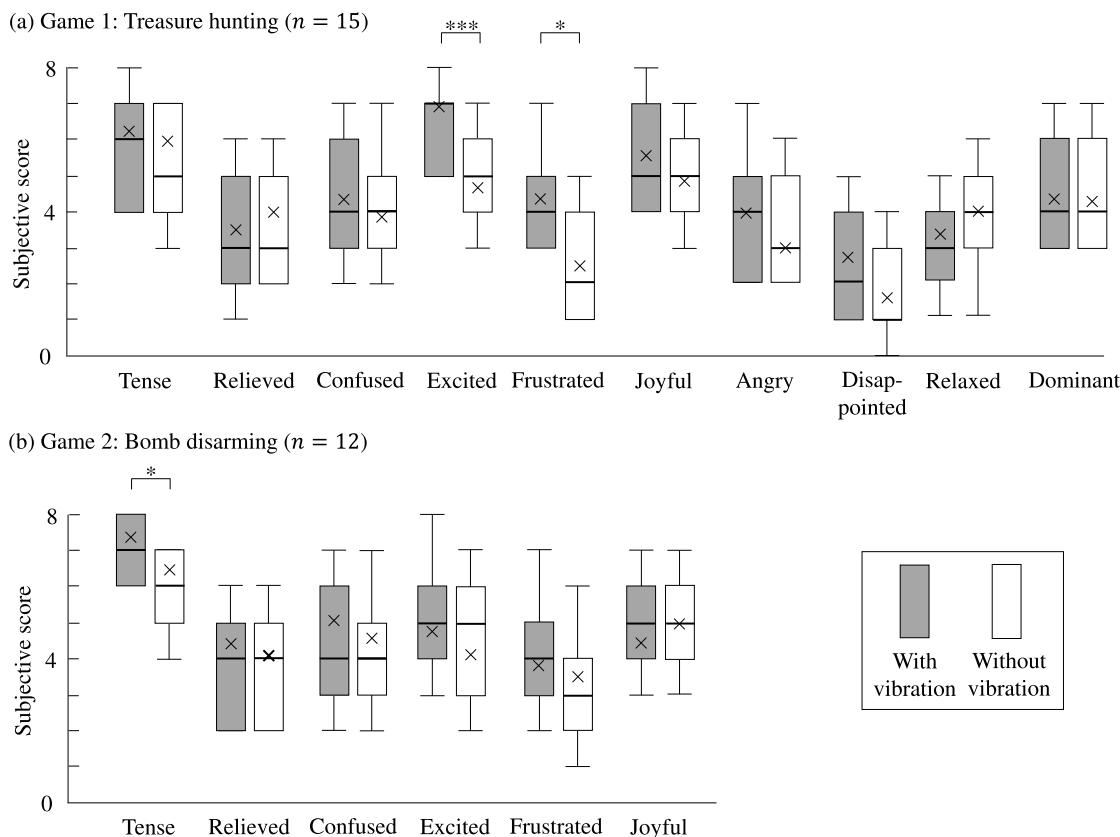 (a) Game 1: Treasure hunting (n = 15)
***
*
8
4
0
Subjective score
Tense
Relieved
Confused
Excited
Frustrated
Joyful
Angry
Disap-
pointed
Relaxed
Dominant
(b) Game 2: Bomb disarming (n = 12)
*
8
4
0
Subjective score
Tense
Relieved
Confused
Excited
Frustrated
Joyful
With
vibration
Without
vibration